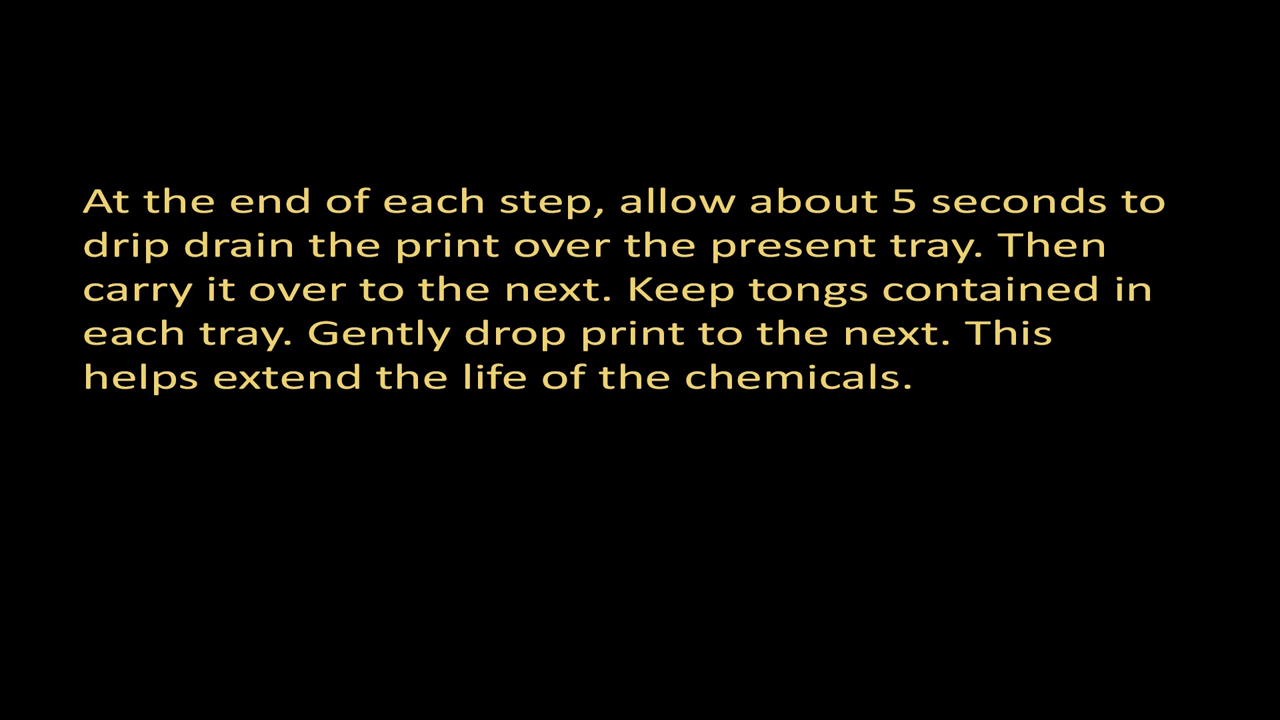 At the end of each step, allow about 5 seconds to
drip drain the print over the present tray. Then
carry it over to the next. Keep tongs contained in
each tray. Gently drop print to the next. This
helps extend the life of the chemicals.